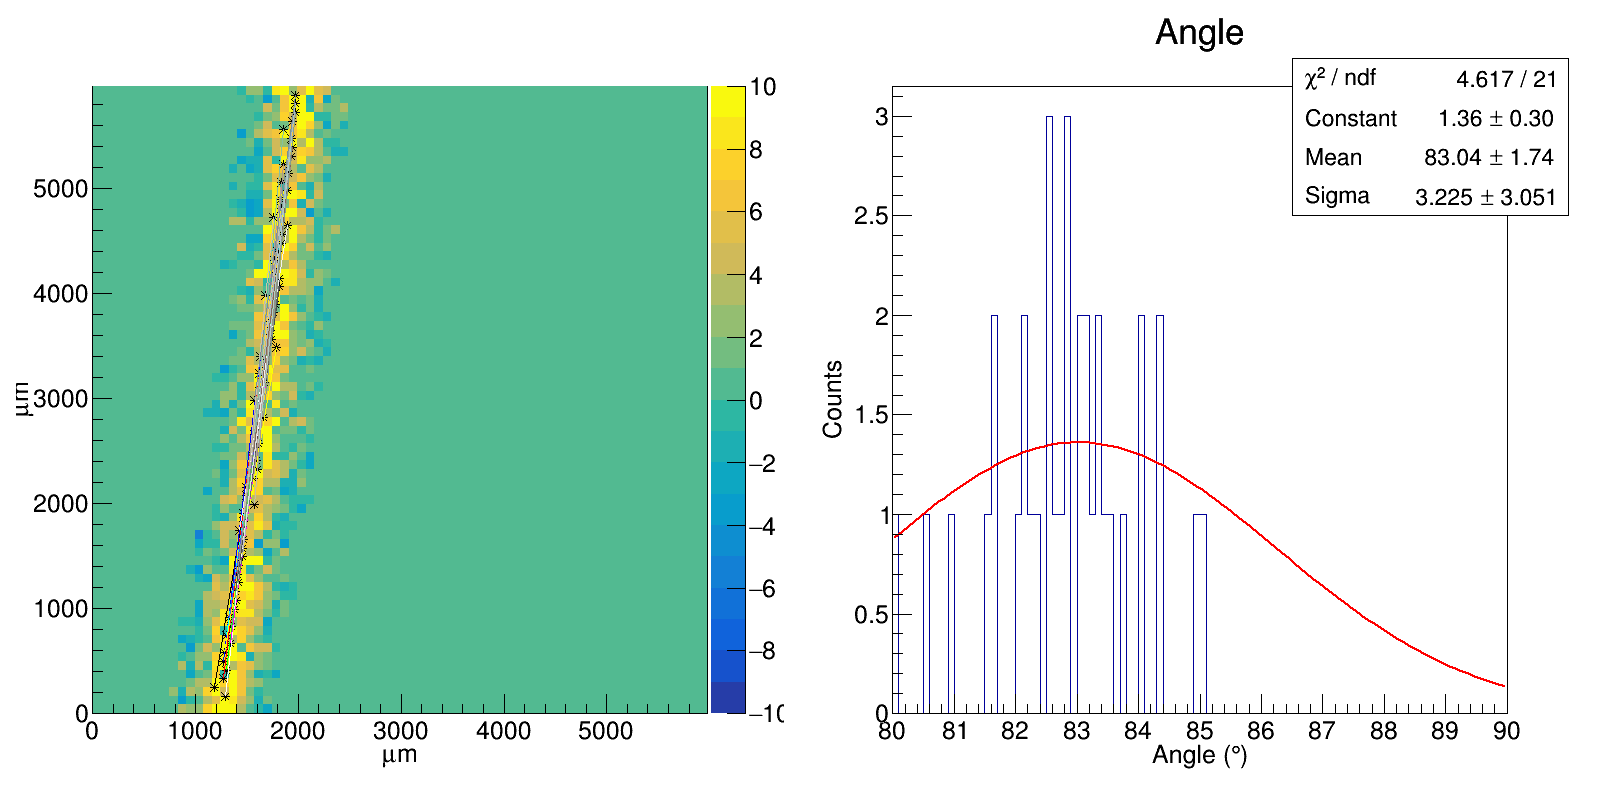 Angle
χ² / ndf 4.617 / 21
Constant 1.36 ± 0.30
Mean 83.04 ± 1.74
Sigma 3.225 ± 3.051
μm
5000
4000
3000
2000
1000
0
0 1000 2000 3000 4000 5000
μm
10
8
6
4
2
0
−2
−4
−6
−8
−10
Counts
3
2.5
2
1.5
1
0.5
0
80 81 82 83 84 85 86 87 88 89 90
Angle (°)